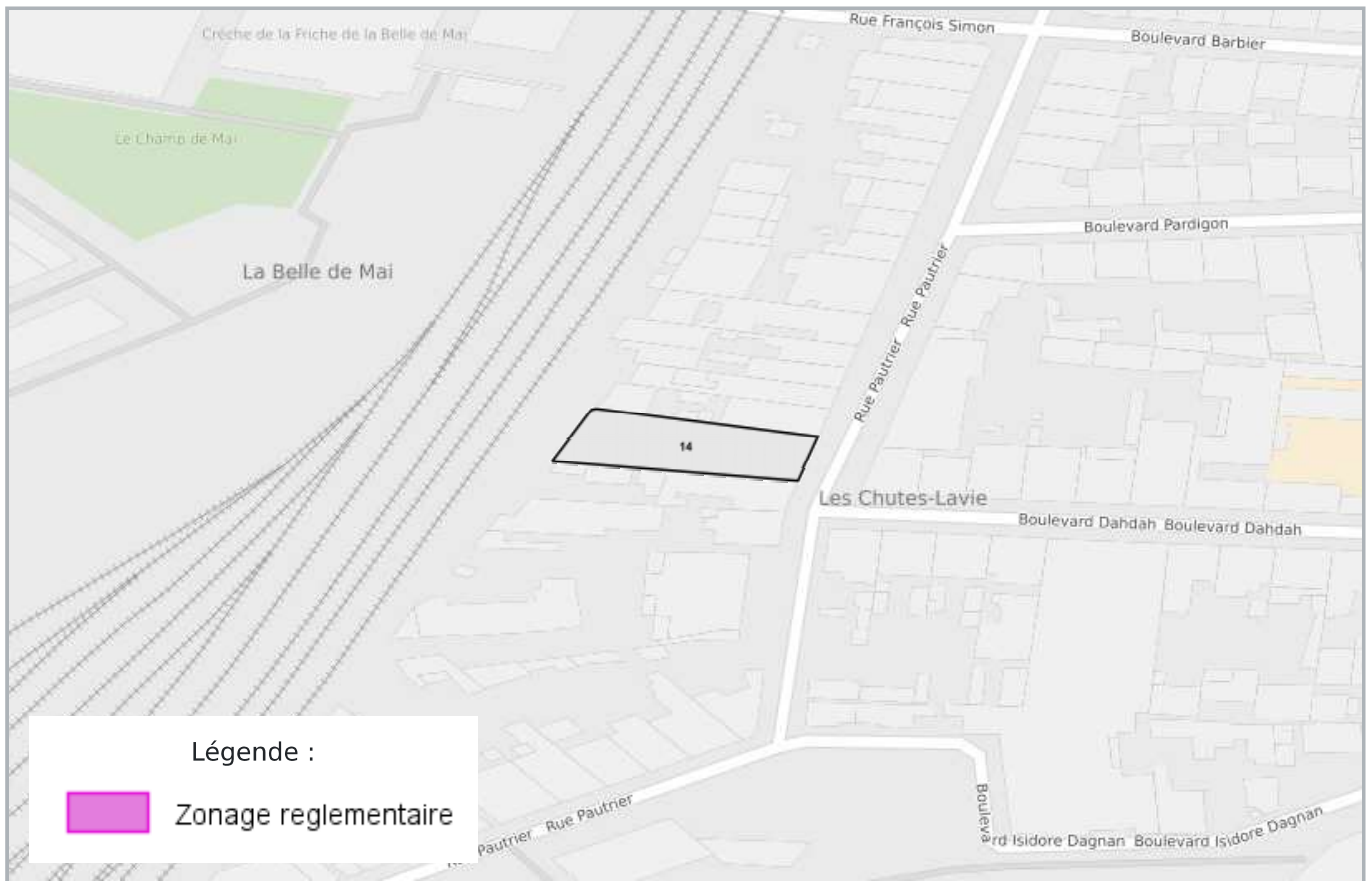 Crèche de la Friche de la Belle de Mai
Rue François Simon
Boulevard Barbier
Le Champ de Mai
Boulevard Pardigon
La Belle de Mai
Rue Pautrier
Rue Pautrier
14
Les Chutes-Lavie
Boulevard Dahdah Boulevard Dahdah
Légende :
Zonage reglementaire
Pautrier Rue Pautrier
Boulevard Isidore Dagnan Boulevard Isidore Dagnan